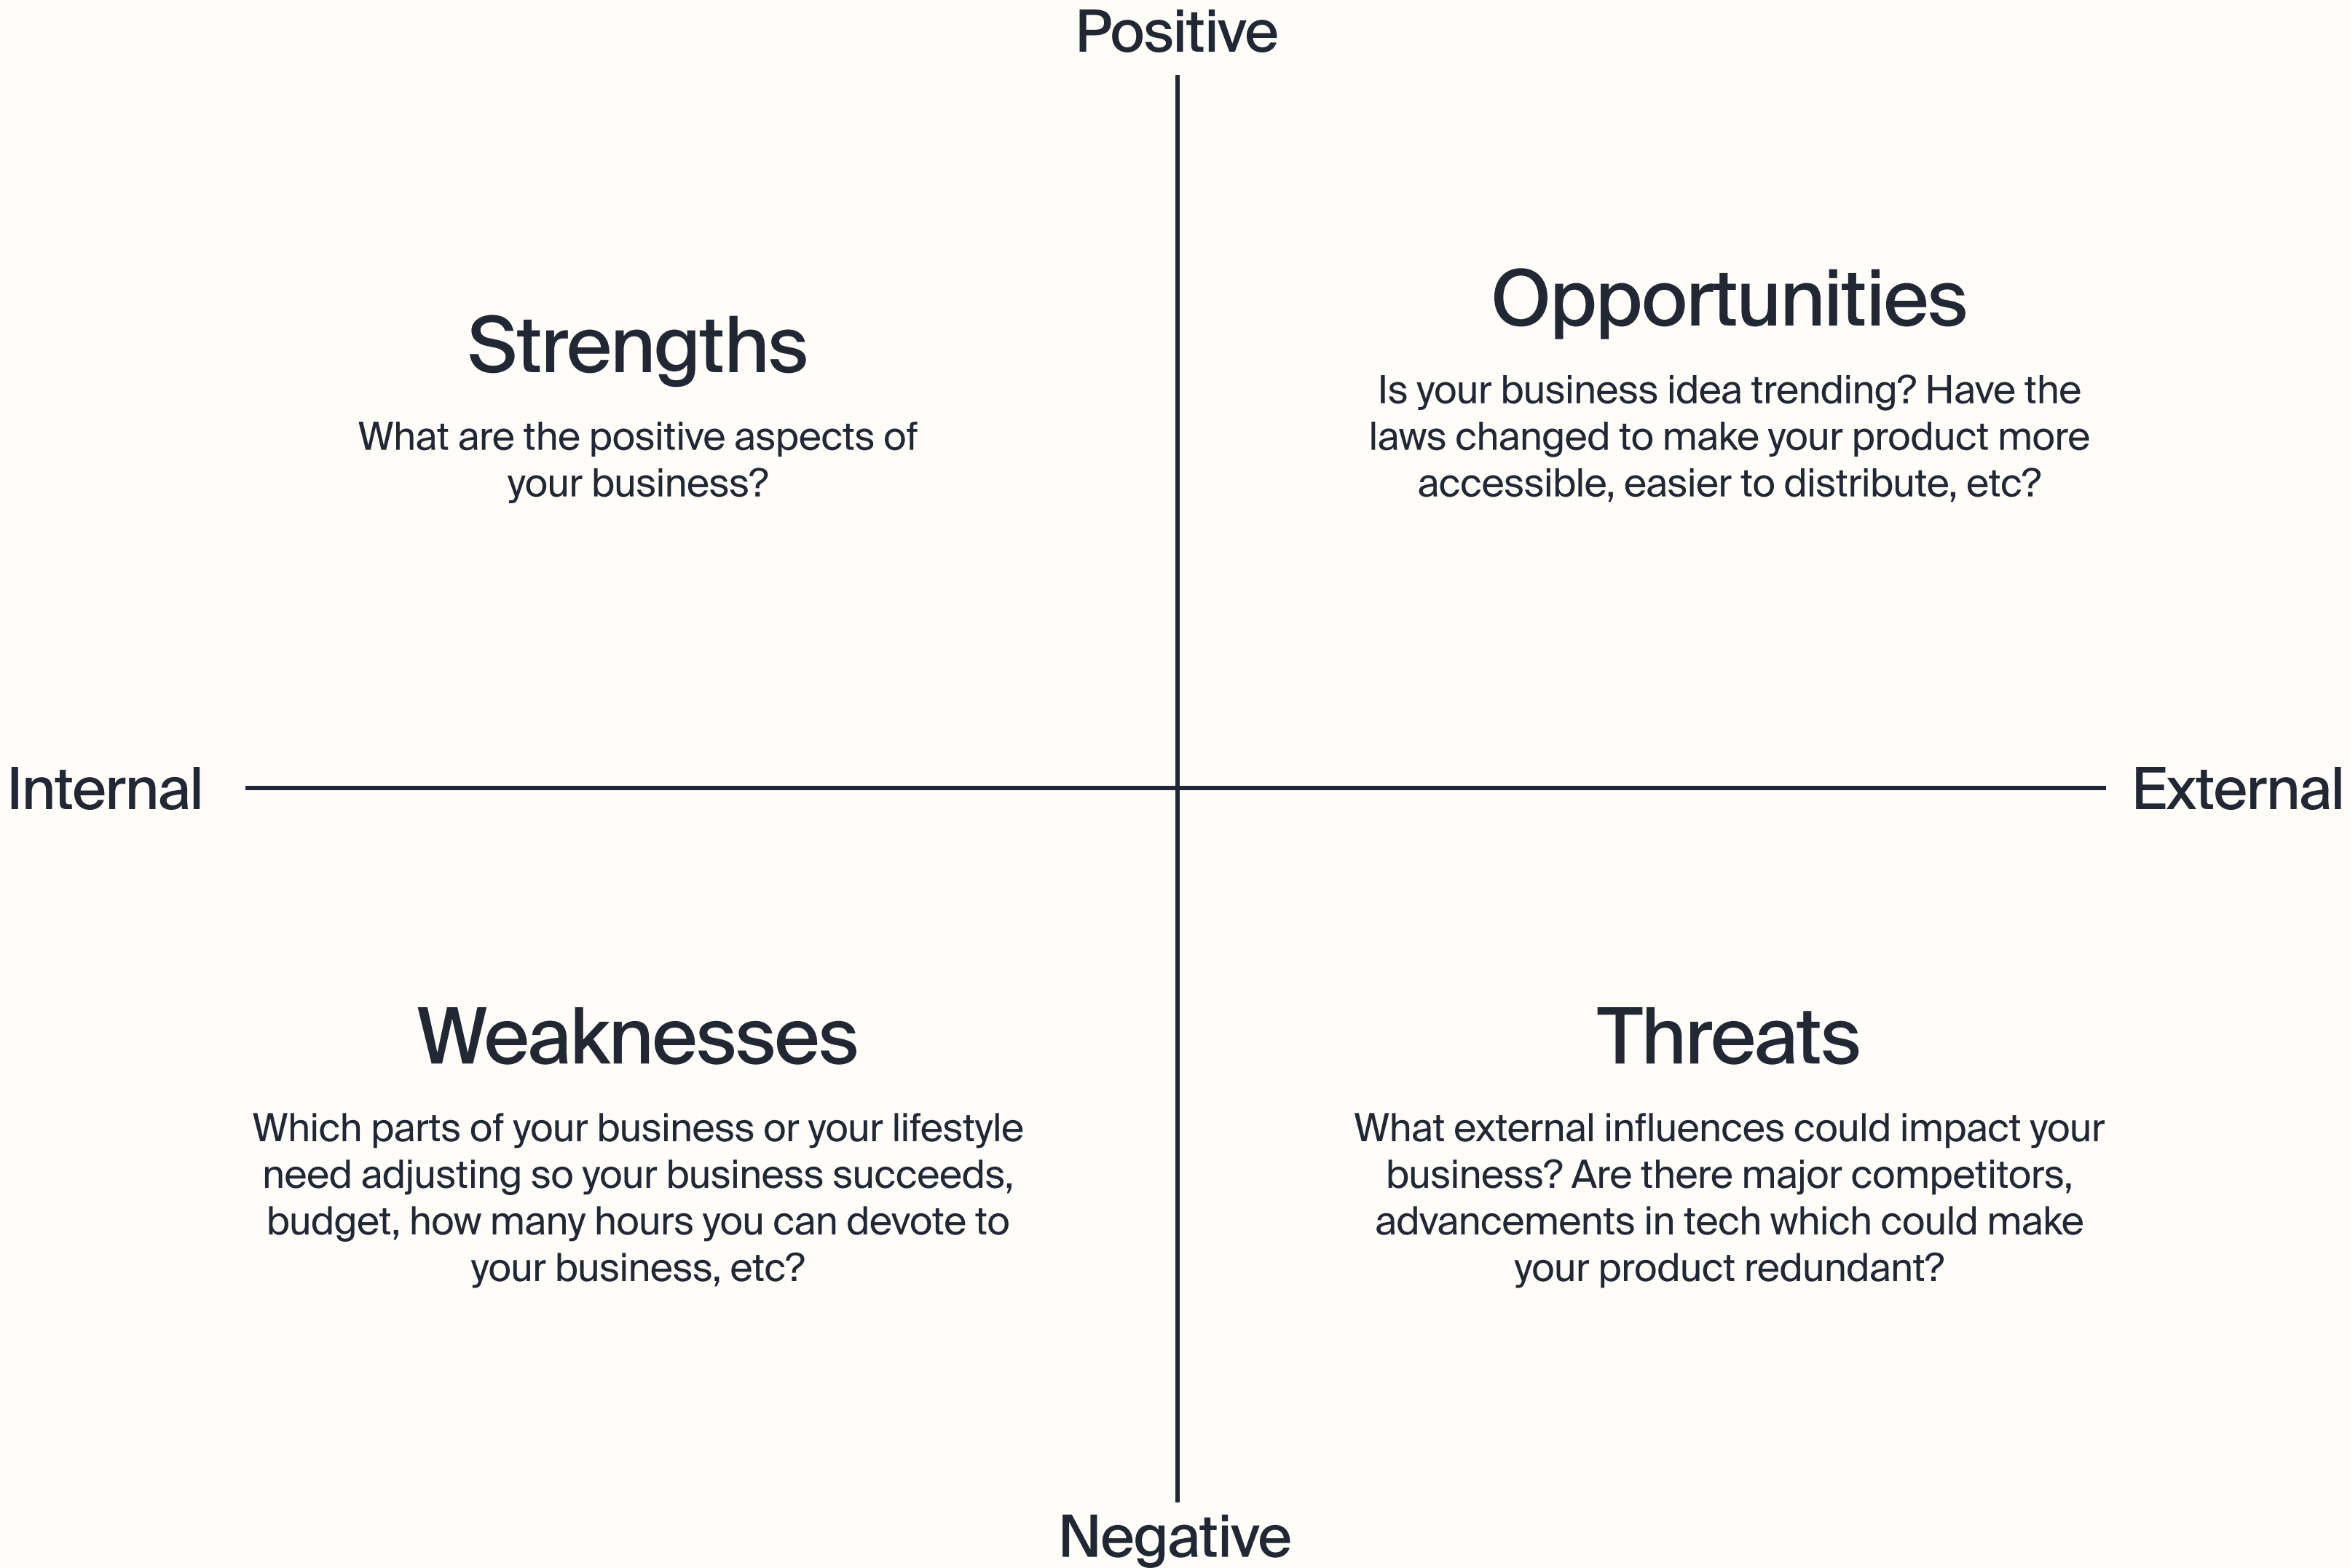 Positive
Strengths
What are the positive aspects of
your business?
Opportunities
Is your business idea trending? Have the
laws changed to make your product more
accessible, easier to distribute, etc?
Internal
External
Weaknesses
Which parts of your business or your lifestyle
need adjusting so your business succeeds,
budget, how many hours you can devote to
your business, etc?
Threats
What external influences could impact your
business? Are there major competitors,
advancements in tech which could make
your product redundant?
Negative